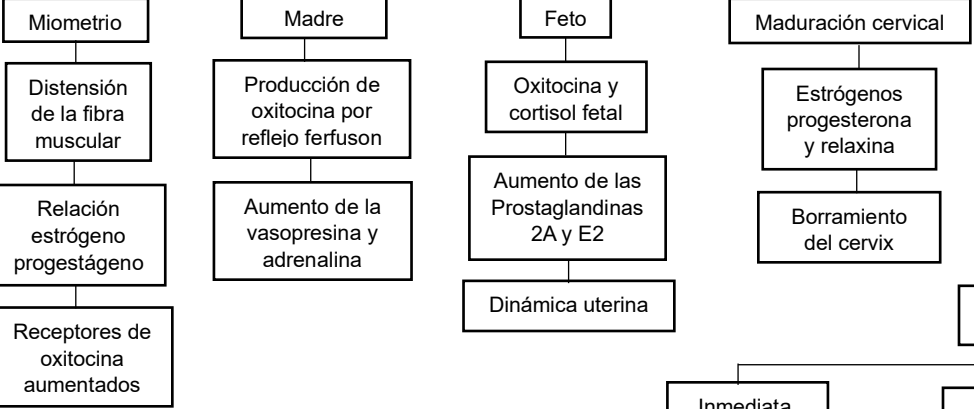 Miometrio
Distensión
de la fibra
muscular
Relación
estrógeno
progestágeno
Receptores de
oxitocina
aumentados
Madre
Producción de
oxitocina por
reflejo ferfuson
Aumento de la
vasopresina y
adrenalina
Feto
Oxitocina y
cortisol fetal
Aumento de las
Prostaglandinas
2A y E2
Dinámica uterina
Maduración cervical
Estrógenos
progesterona
y relaxina
Borramiento
del cervix
Inmediata